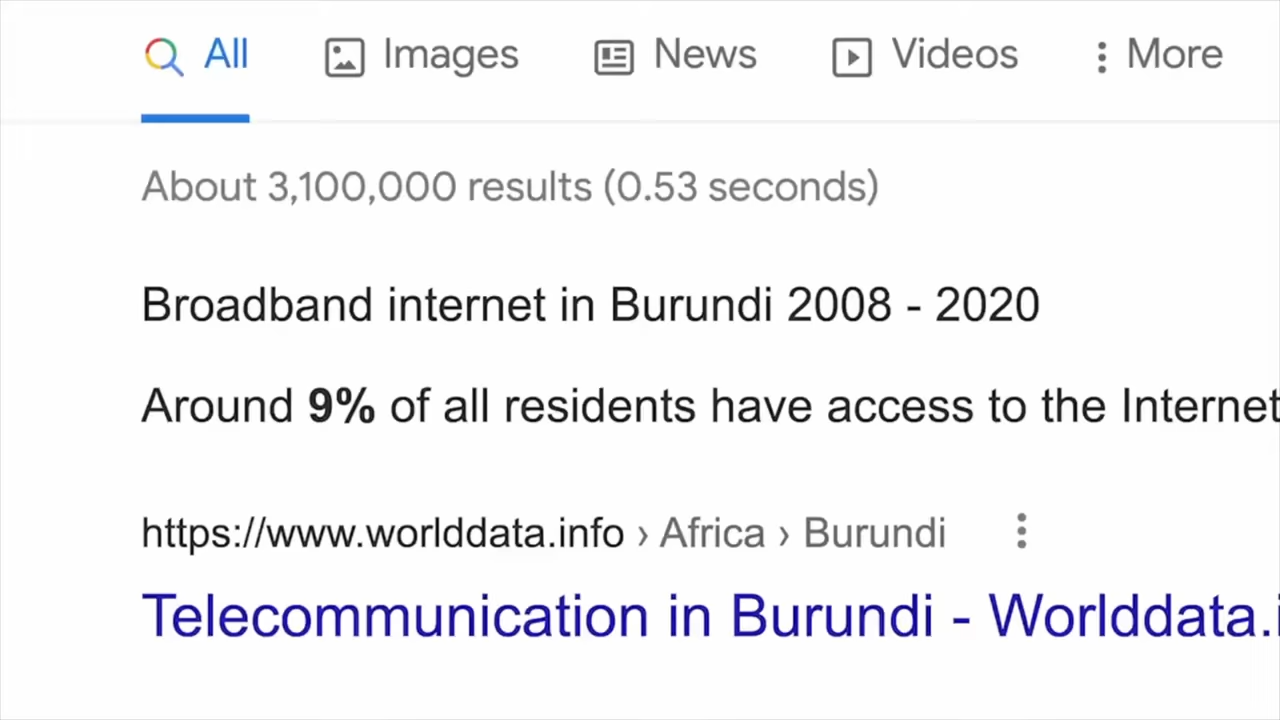 All Images News Videos More
About 3,100,000 results (0.53 seconds)
Broadband internet in Burundi 2008 - 2020
Around 9% of all residents have access to the Internet
https://www.worlddata.info › Africa › Burundi
Telecommunication in Burundi - Worlddata.i